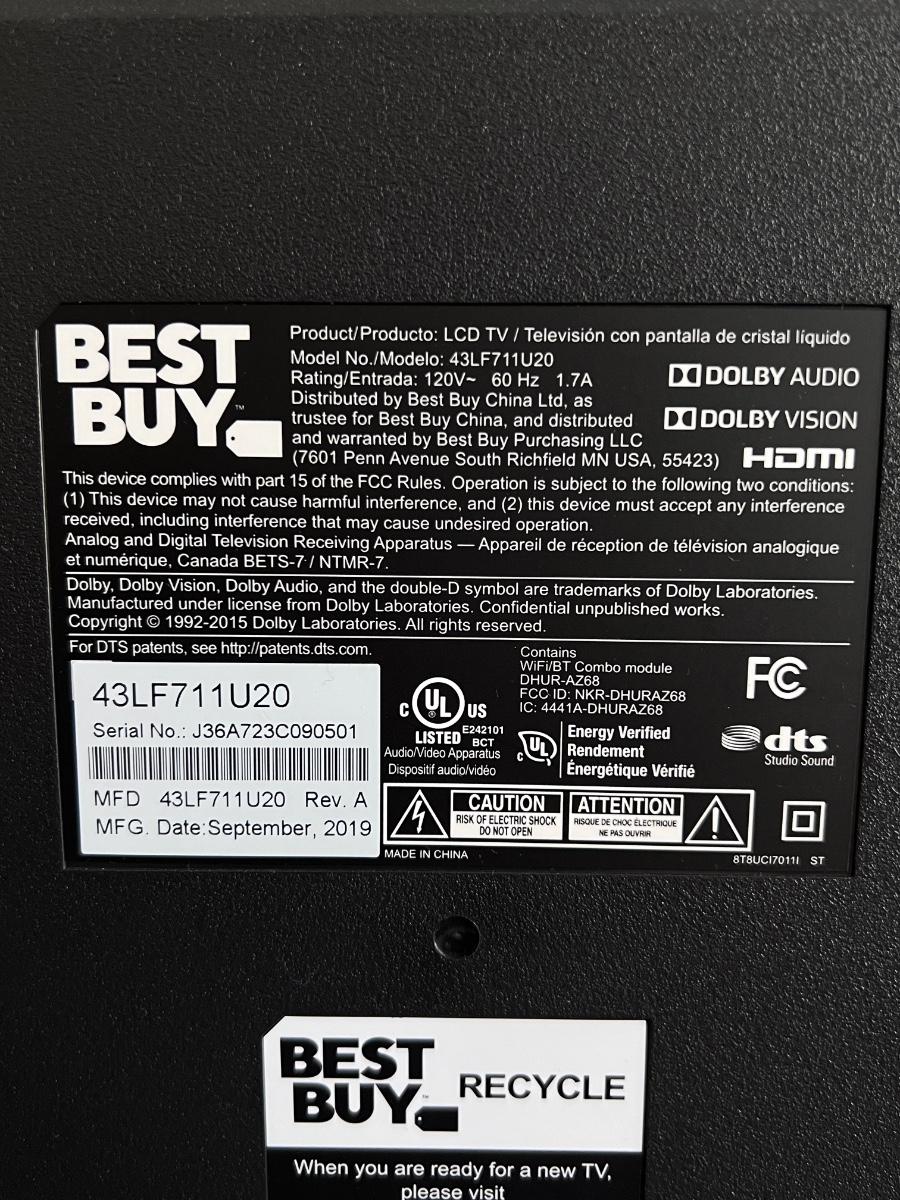 BEST
BUY™
Product/Producto: LCD TV / Televisión con pantalla de cristal líquido
Model No./Modelo: 43LF711U20
Rating/Entrada: 120V~ 60 Hz 1.7A
Distributed by Best Buy China Ltd, as
trustee for Best Buy China, and distributed
and warranted by Best Buy Purchasing LLC
(7601 Penn Avenue South Richfield MN USA, 55423)
DOLBY AUDIO
DOLBY VISION
HDMI
This device complies with part 15 of the FCC Rules. Operation is subject to the following two conditions:
(1) This device may not cause harmful interference, and (2) this device must accept any interference
received, including interference that may cause undesired operation.
Analog and Digital Television Receiving Apparatus — Appareil de réception de télévision analogique
et numérique, Canada BETS-7 / NTMR-7.
Dolby, Dolby Vision, Dolby Audio, and the double-D symbol are trademarks of Dolby Laboratories.
Manufactured under license from Dolby Laboratories. Confidential unpublished works.
Copyright © 1992-2015 Dolby Laboratories. All rights reserved.
For DTS patents, see http://patents.dts.com.
43LF711U20
Serial No.: J36A723C090501
MFD 43LF711U20 Rev. A
MFG. Date:September, 2019
C UL ® US
LISTED E242101
BCT
Audio/Video Apparatus
Dispositif audio/vidéo
Contains
WiFi/BT Combo module
DHUR-AZ68
FCC ID: NKR-DHURAZ68
IC: 4441A-DHURAZ68
FC
c UL
Energy Verified
Rendement
Énergétique Vérifié
dts
Studio Sound
CAUTION
RISK OF ELECTRIC SHOCK
DO NOT OPEN
ATTENTION
RISQUE DE CHOC ÉLECTRIQUE
NE PAS OUVRIR
MADE IN CHINA
8T8UCI7011I ST
BEST
BUY™
RECYCLE
When you are ready for a new TV,
please visit